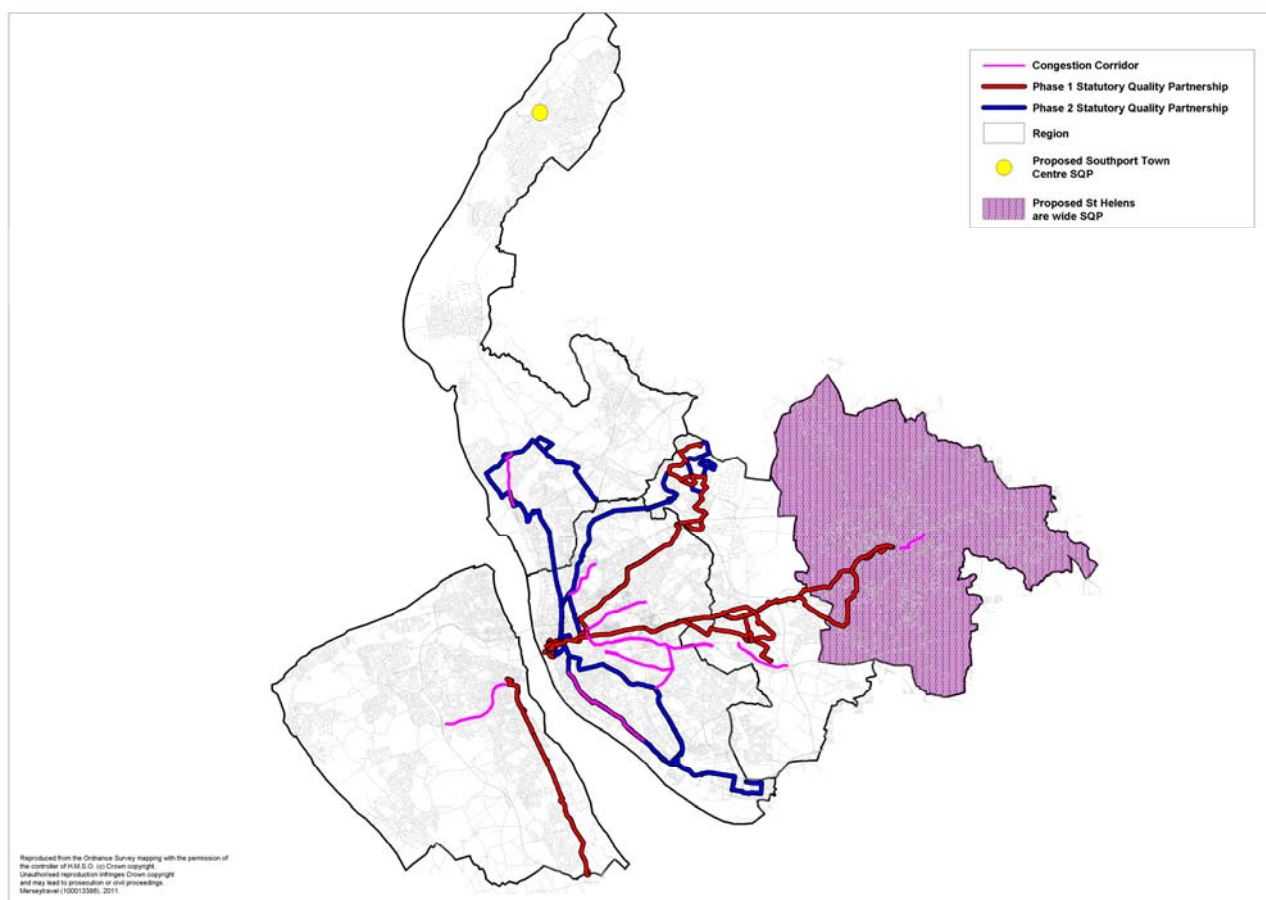 Congestion Corridor
Phase 1 Statutory Quality Partnership
Phase 2 Statutory Quality Partnership
Region
Proposed Southport Town
Centre SQP
Proposed St Helens
are wide SQP
Reproduced from the Ordnance Survey mapping with the permission of
the controller of H.M.S.O. (c) Crown copyright.
Unauthorised reproduction infringes Crown copyright
and may lead to prosecution or civil proceedings.
Merseytravel (100013388). 2011.